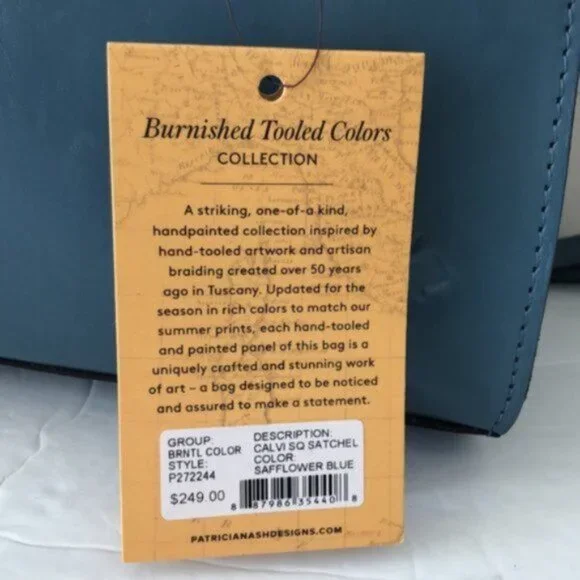 Burnished Tooled Colors
COLLECTION
A striking, one-of-a kind,
handpainted collection inspired by
hand-tooled artwork and artisan
braiding created over 50 years
ago in Tuscany. Updated for the
season in rich colors to match our
summer prints, each hand-tooled
and painted panel of this bag is a
uniquely crafted and stunning work
of art – a bag designed to be noticed
and assured to make a statement.
GROUP: DESCRIPTION:
BRNTL COLOR CALVI SQ SATCHEL
STYLE: COLOR:
P272244 SAFFLOWER BLUE
$249.00
8 87986 35440 8
PATRICIANASHDESIGNS.COM